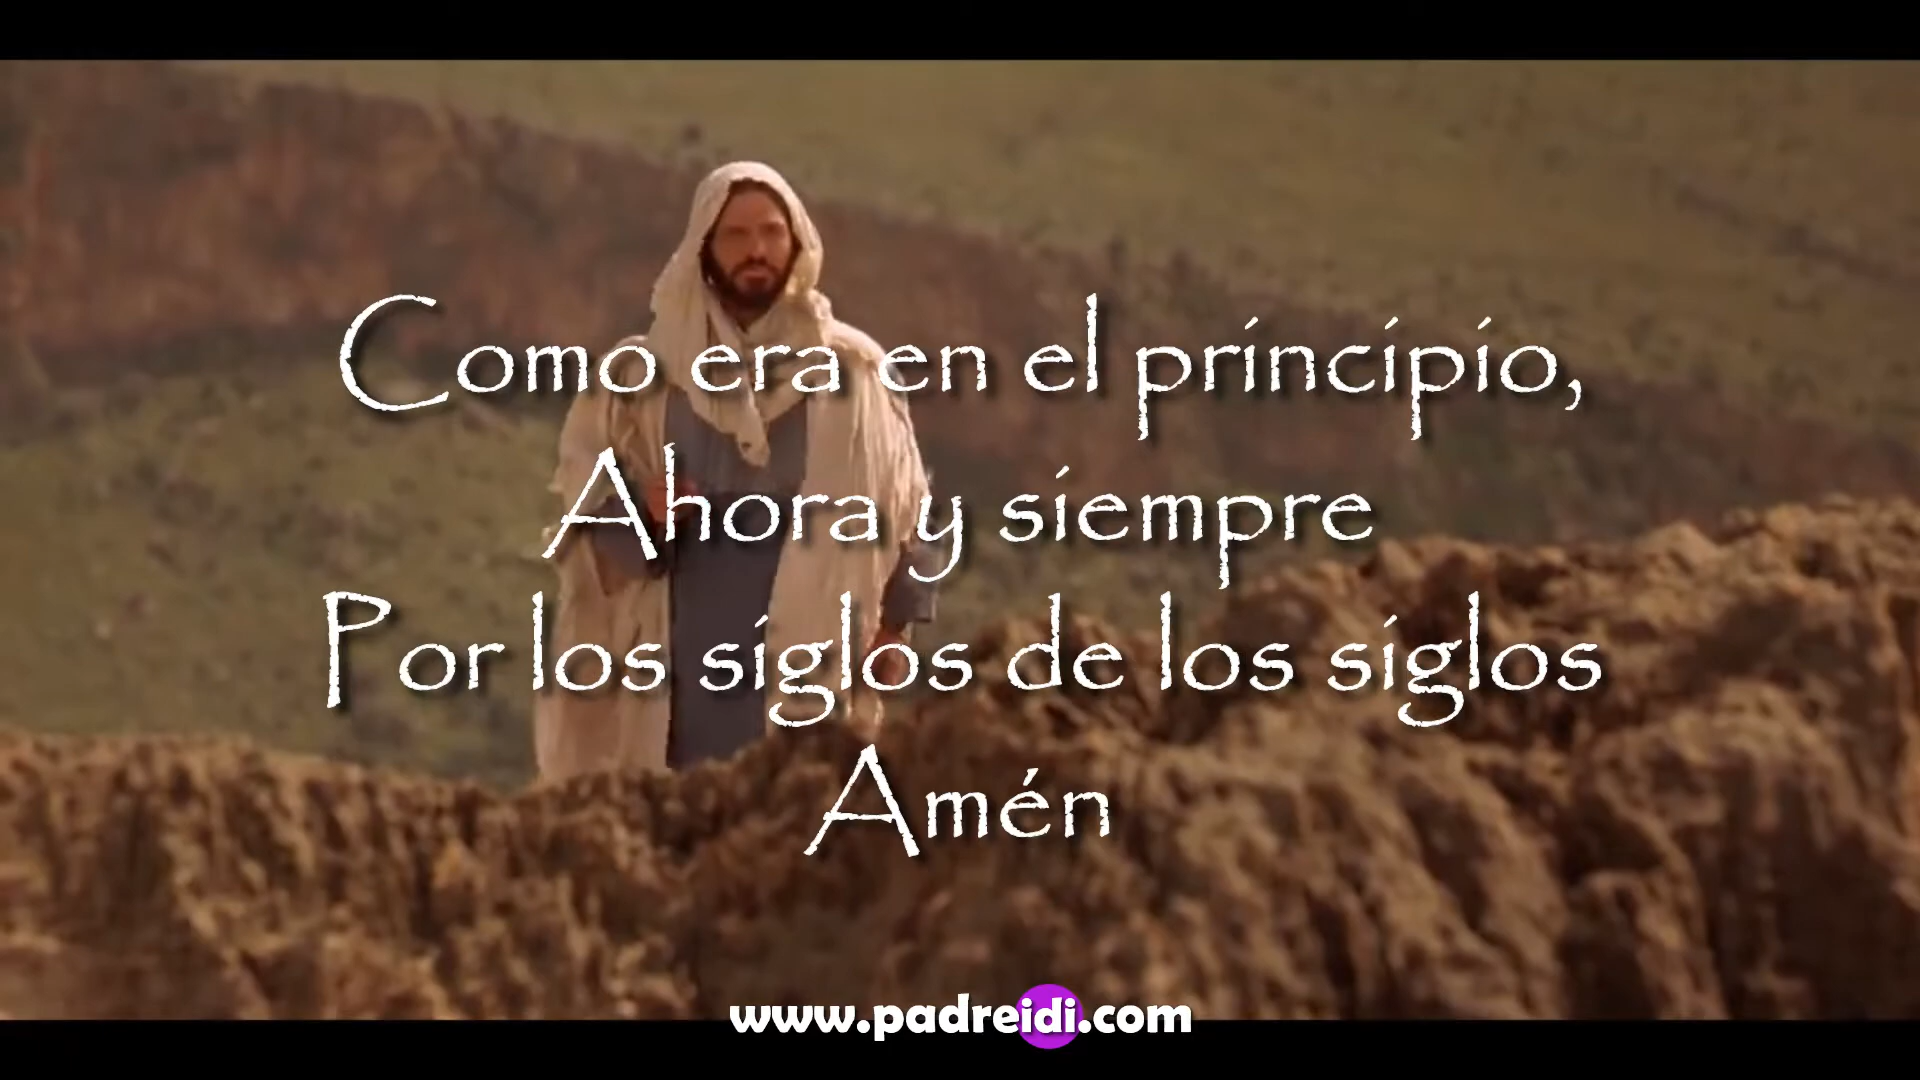 Como era en el principio,
Ahora y siempre
Por los siglos de los siglos
Amén
www.padreidi.com